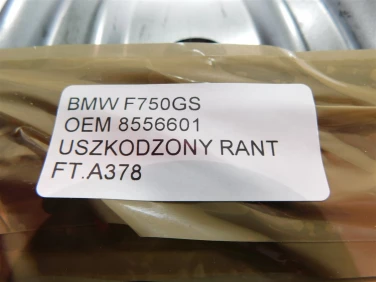 BMW F750GS
OEM 8556601
USZKODZONY RANT
FT.A378